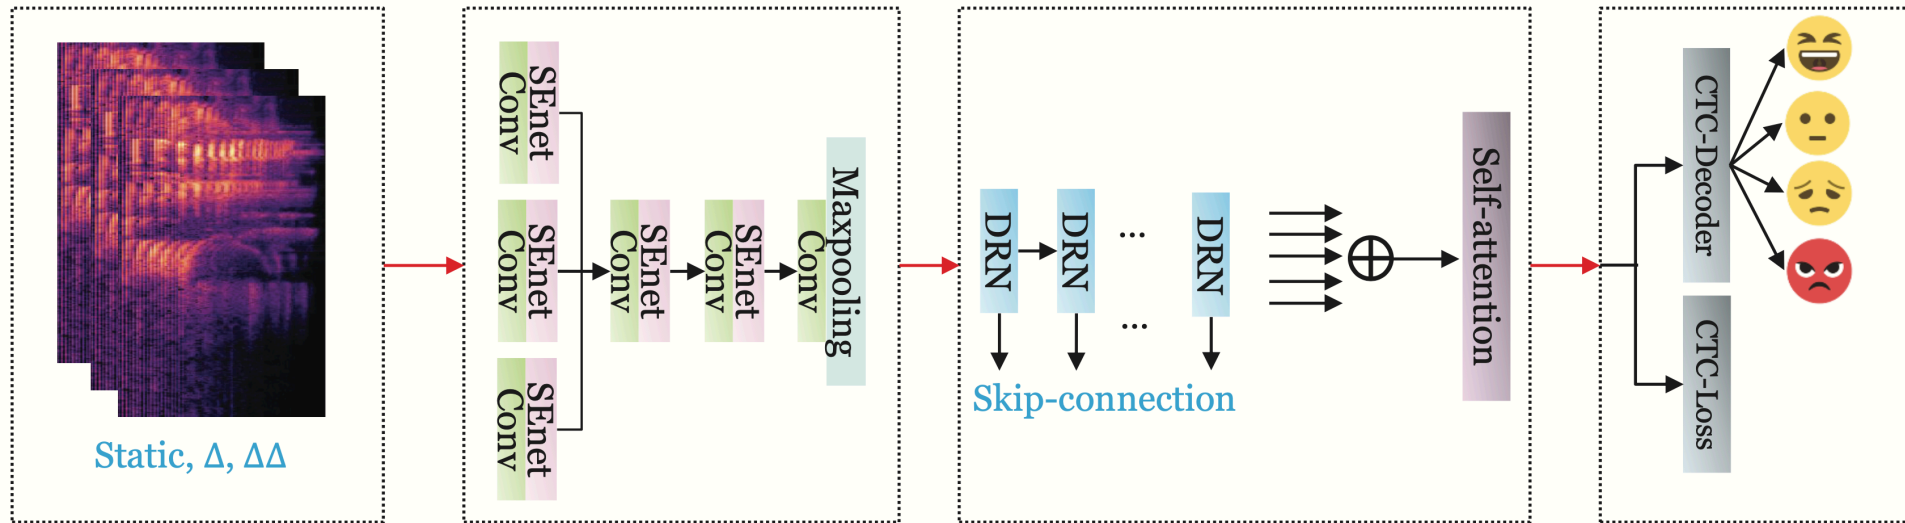 Static, Δ, ΔΔ
SEnet
Conv
SEnet
Conv
SEnet
Conv
SEnet
Conv
SEnet
Conv
Conv
Maxpooling
DRN
DRN
...
DRN
...
Skip-connection
Self-attention
CTC-Decoder
CTC-Loss